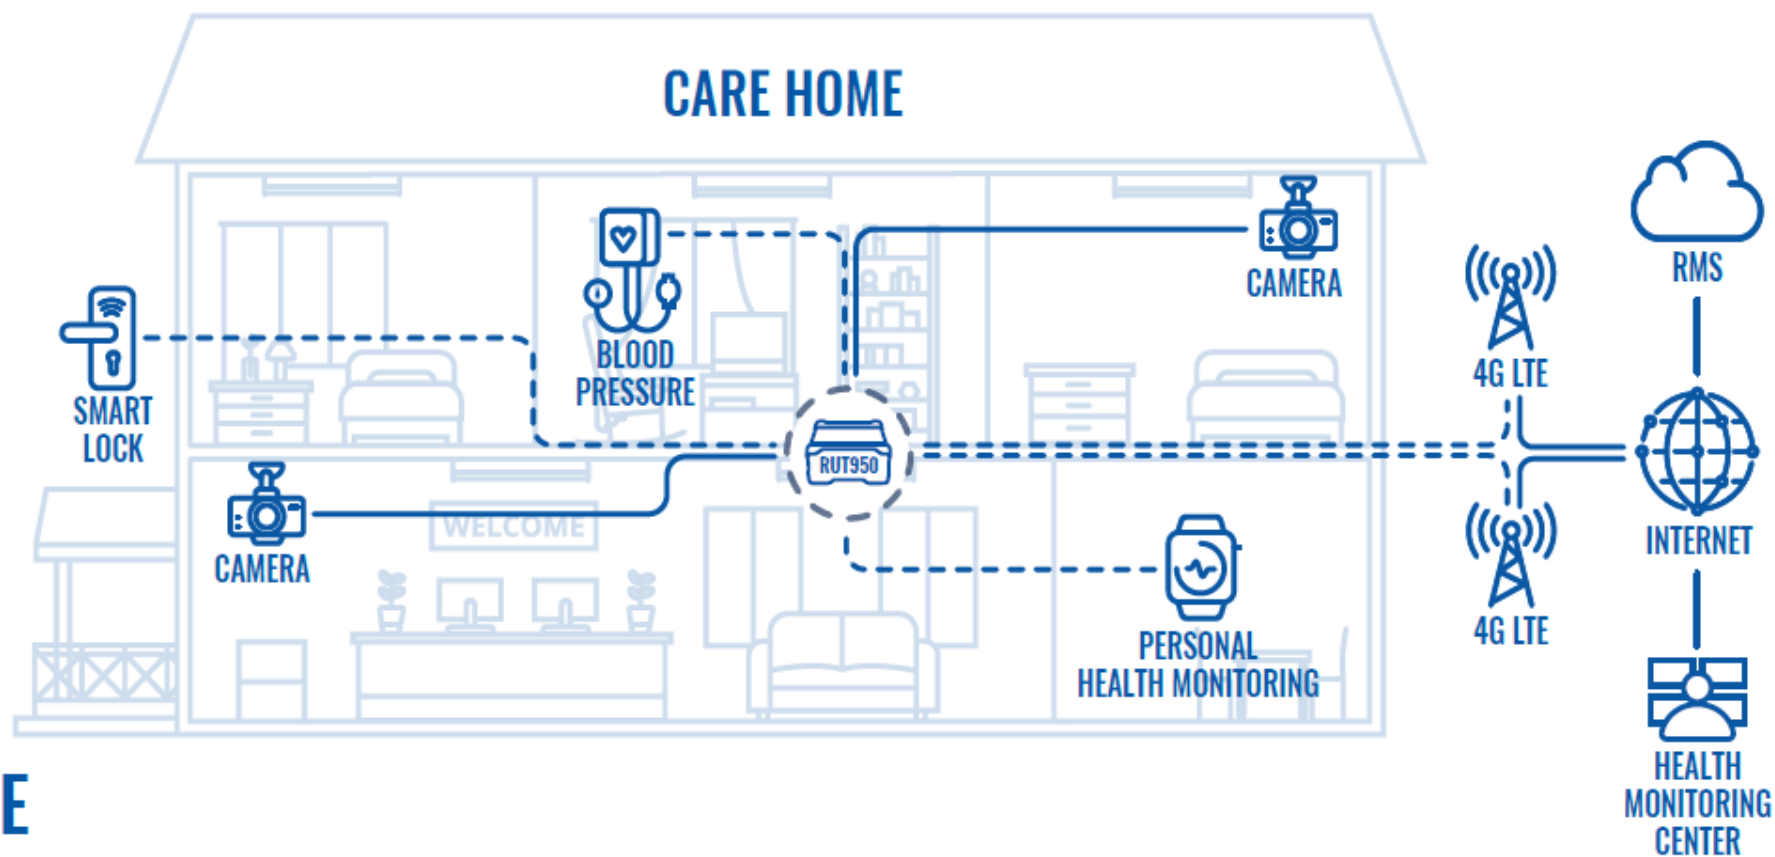 CARE HOME
CAMERA
RMS
4G LTE
BLOOD
PRESSURE
SMART
LOCK
RUT950
WELCOME
CAMERA
INTERNET
4G LTE
PERSONAL
HEALTH MONITORING
HEALTH
MONITORING
CENTER
E